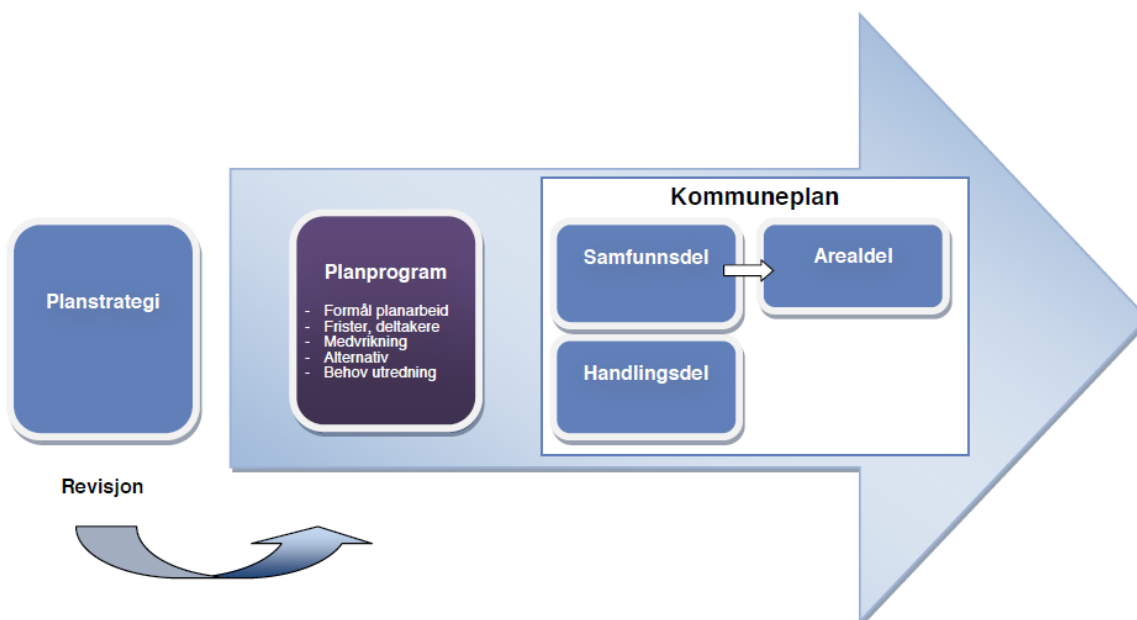 Planstrategi
Revisjon
Planprogram
- Formål planarbeid
- Frister, deltakere
- Medvrikning
- Alternativ
- Behov utredning
Kommuneplan
Samfunnsdel
Arealdel
Handlingsdel